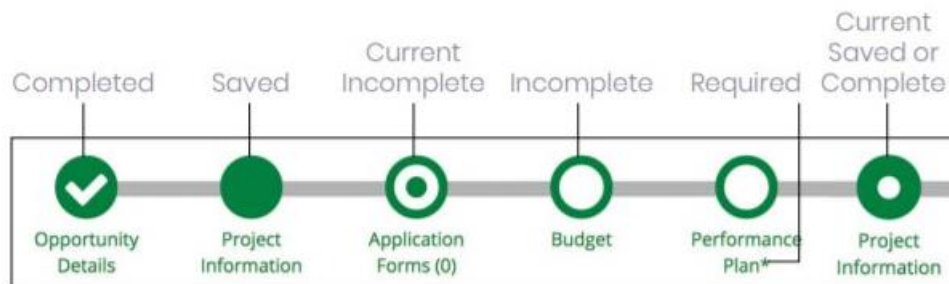 Completed
Saved
Current
Incomplete
Incomplete
Required
Current
Saved or
Complete
Opportunity
Details
Project
Information
Application
Forms (0)
Budget
Performance
Plan*
Project
Information